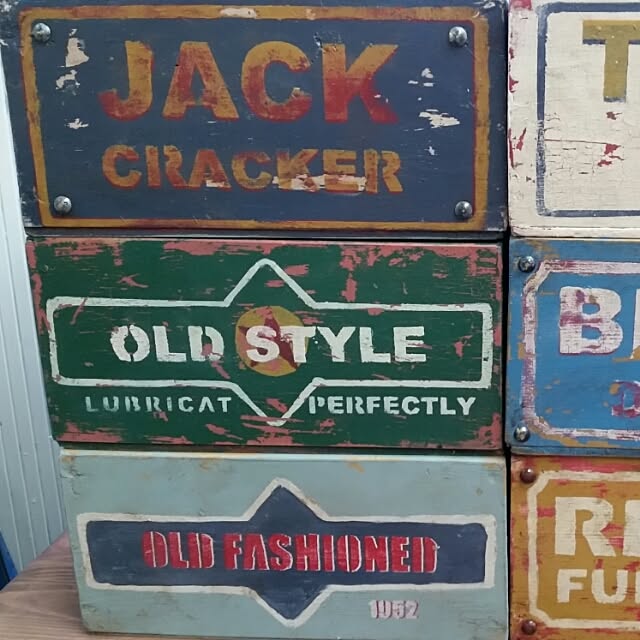 JACK
CRACKER
OLD STYLE
LUBRICAT PERFECTLY
OLD FASHIONED
1952